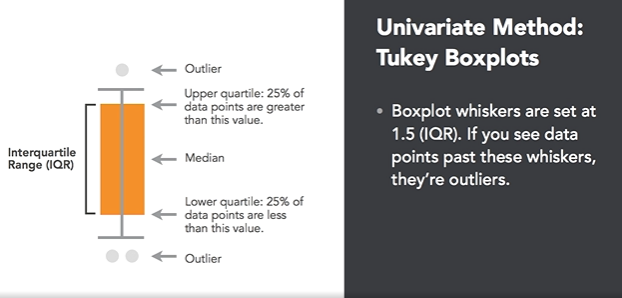 Univariate Method:
Tukey Boxplots
Outlier
Upper quartile: 25% of
data points are greater
than this value.
Interquartile
Range (IQR)
Median
Lower quartile: 25% of
data points are less
than this value.
Outlier
• Boxplot whiskers are set at
1.5 (IQR). If you see data
points past these whiskers,
they’re outliers.